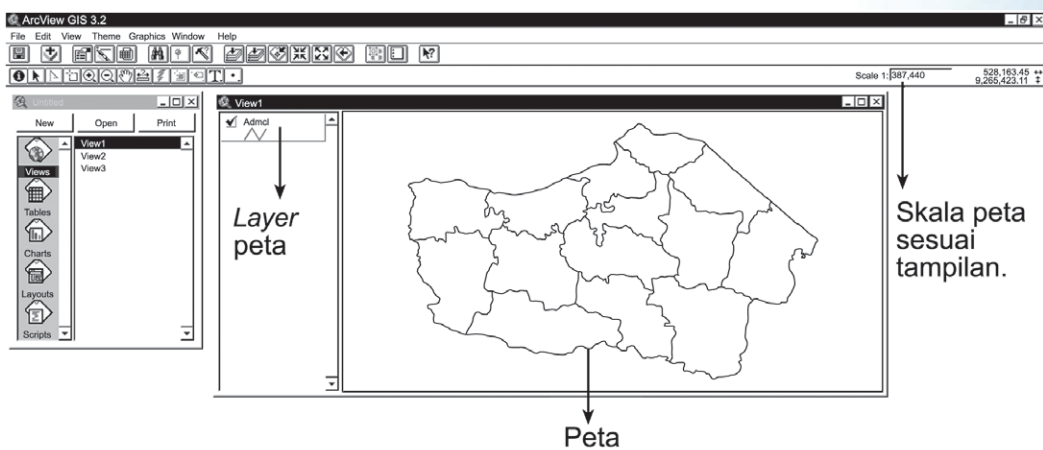 ArcView GIS 3.2
File Edit View Theme Graphics Window Help
Scale 1: 387,440
528,163.45
9,265,423.11
Untitled
New Open Print
Views
Tables
Charts
Layouts
Scripts
View1
View2
View3
View1
Admcl
Layer
peta
Skala peta
sesuai
tampilan.
Peta